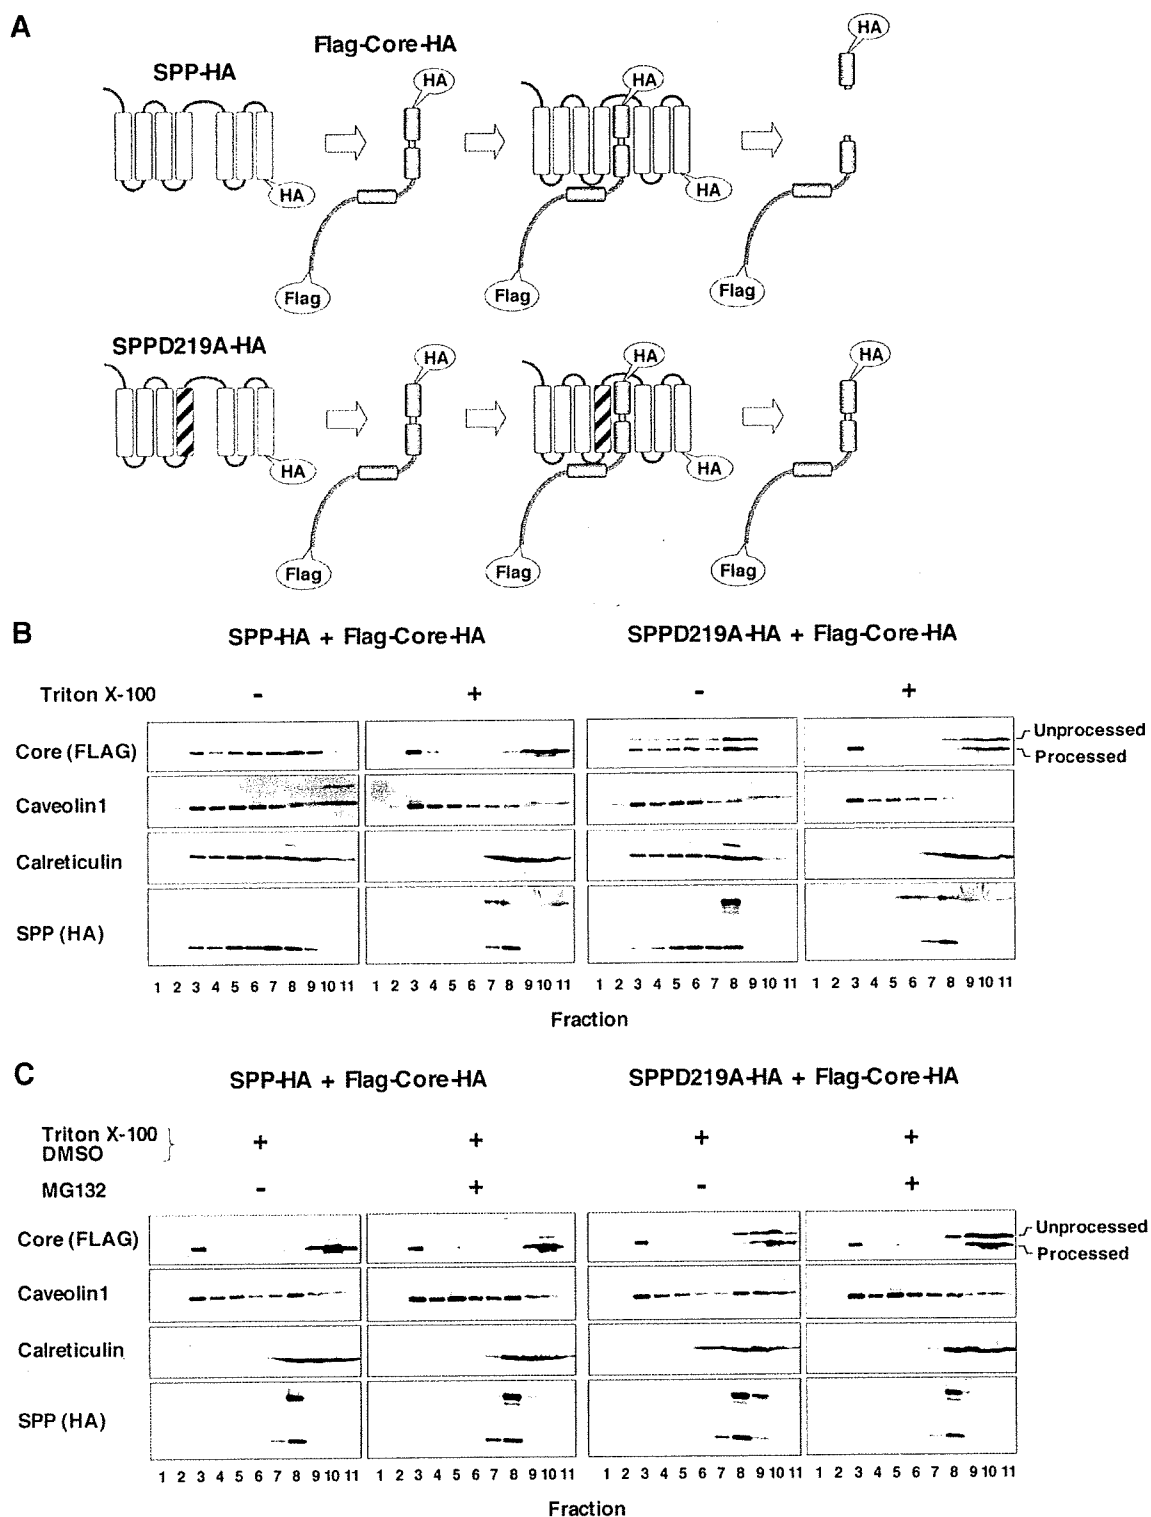 A
Flag-Core-HA
SPP-HA
HA
HA
HA
HA
HA
Flag
Flag
Flag
SPPD219A-HA
HA
HA
HA
HA
HA
Flag
Flag
Flag
B
SPP-HA + Flag-Core-HA SPPD219A-HA + Flag-Core-HA
Triton X-100 - + - +
Core (FLAG) Unprocessed
Processed
Caveolin1
Calreticulin
SPP (HA)
1 2 3 4 5 6 7 8 9 10 11 1 2 3 4 5 6 7 8 9 10 11 1 2 3 4 5 6 7 8 9 10 11 1 2 3 4 5 6 7 8 9 10 11
Fraction
C
SPP-HA + Flag-Core-HA SPPD219A-HA + Flag-Core-HA
Triton X-100 + + + +
DMSO
MG132 - + - +
Core (FLAG) Unprocessed
Processed
Caveolin1
Calreticulin
SPP (HA)
1 2 3 4 5 6 7 8 9 10 11 1 2 3 4 5 6 7 8 9 10 11 1 2 3 4 5 6 7 8 9 10 11 1 2 3 4 5 6 7 8 9 10 11
Fraction